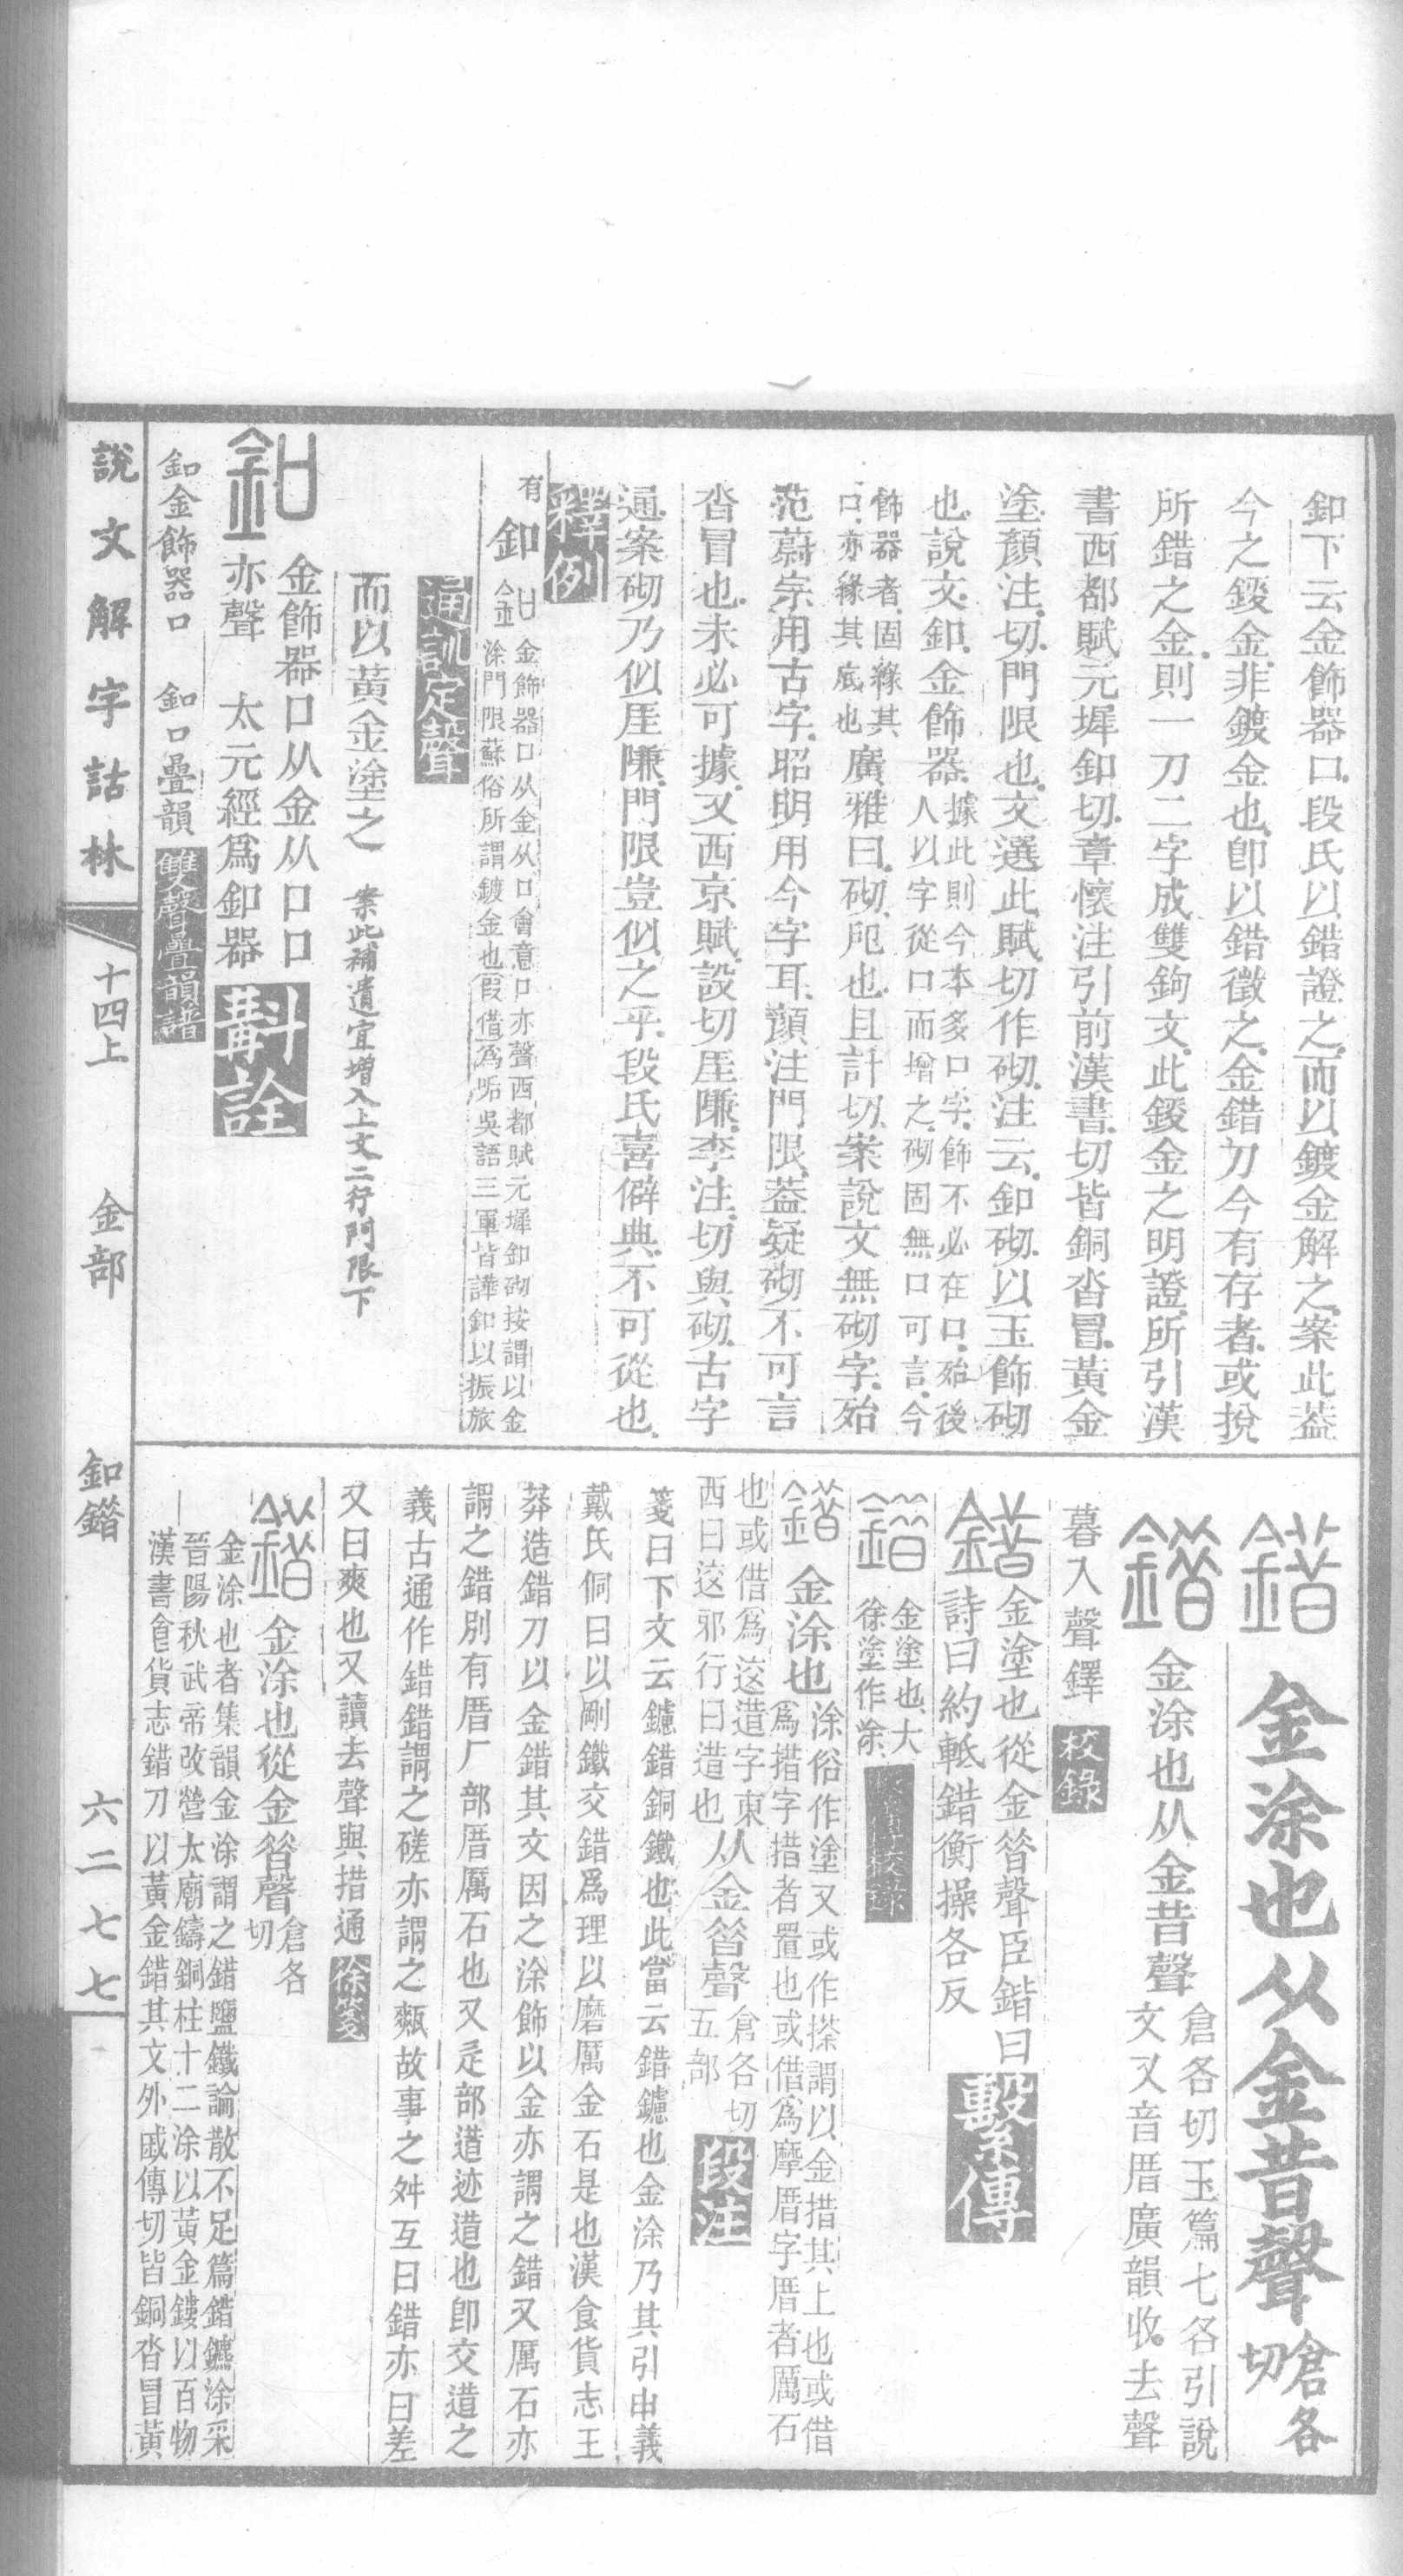 釦下云金飾器口段氏以錯證之而以鍍金解之案此葢
今之鋄金非鍍金也卽以錯徵之金錯刀今有存者或挩
所錯之金則一刀二字成雙鉤文此鋄金之明證所引漢
書西都賦元墀釦切章懷注引前漢書切皆銅沓冒黃金
塗顏注切門限也文選此賦切作砌注云釦砌以玉飾砌
也說文釦金飾器據此則今本多口字飾不必在口殆後
人以字從口而增之砌固無口可言今
飾器者固緣其
口亦緣其底也廣雅曰砌戺也且計切案說文無砌字殆
范蔚宗用古字昭明用今字耳顏注門限葢疑砌不可言
沓冒也未必可據又西京賦設切厓隒李注切與砌古字
通案砌乃似厓隒門限豈似之乎段氏喜僻典不可從也
釋例
有釦金飾器口从金从口會意口亦聲西都賦元墀釦砌按謂以金
涂門限蘇俗所謂鍍金也假借爲㖃吳語三軍皆譁釦以振旅
通訓定聲
而以黃金塗之 案此補遺宜增入上文二行門限下
金飾器口从金从口口
亦聲 太元經爲釦器 斠詮
釦金飾器口 釦口疊韻 雙聲疊韻譜
說文解字詁林 十四上 金部 釦錯 六二七七
金涂也从金昔聲倉各
切
金涂也从金昔聲倉各切玉篇七各引說
文又音厝廣韻收去聲
暮入聲鐸 校錄
金塗也從金㫺聲臣鍇曰
詩曰約軧錯衡操各反 繫傳
金塗也大
徐塗作涂
金涂也涂俗作塗又或作搽謂以金措其上也或借
爲措字措者置也或借爲摩厝字厝者厲石
也或借爲䢒䢐字東
西曰䢒邪行曰䢐也从金㫺聲倉各切
五部 段注
箋曰下文云鑢錯銅鐵也此當云錯鑢也金涂乃其引申義
戴氏侗曰以剛鐵交錯爲理以磨厲金石是也漢食貨志王
莽造錯刀以金錯其文因之涂飾以金亦謂之錯又厲石亦
謂之錯別有厝厂部厝厲石也又辵部䢐迹䢐也卽交䢐之
義古通作錯錯謂之磋亦謂之㼽故事之舛互曰錯亦曰差
又曰爽也又讀去聲與措通 徐箋
金涂也從金㫺聲倉各
切
金涂也者集韻金涂謂之錯鹽鐵論散不足篇錯鑣涂采
晉陽秋武帝改營太廟鑄銅柱十二涂以黃金鏤以百物
漢書食貨志錯刀以黃金錯其文外戚傳切皆銅沓冒黃